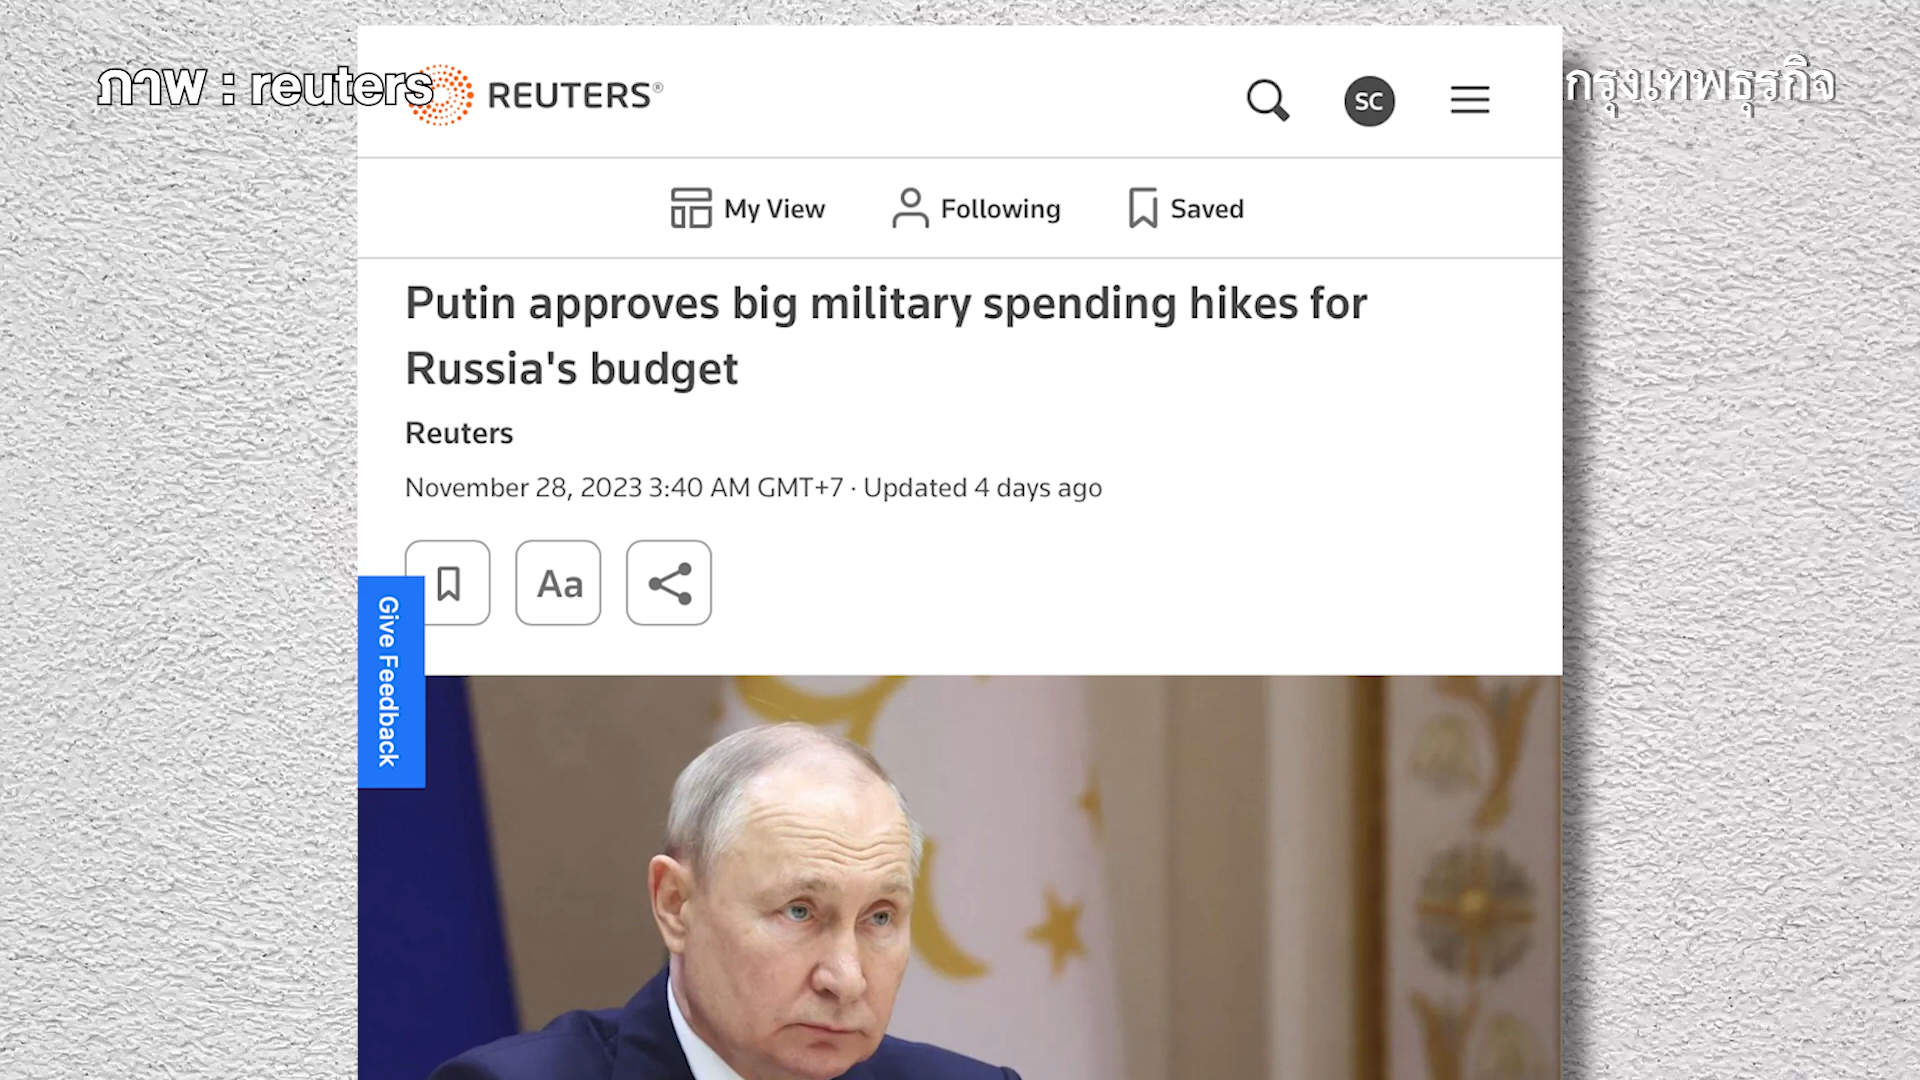 ภาพ : reuters
REUTERS®
SC
กรุงเทพธุรกิจ
My View
Following
Saved
Putin approves big military spending hikes for
Russia's budget
Reuters
November 28, 2023 3:40 AM GMT+7 · Updated 4 days ago
Aa
Give Feedback